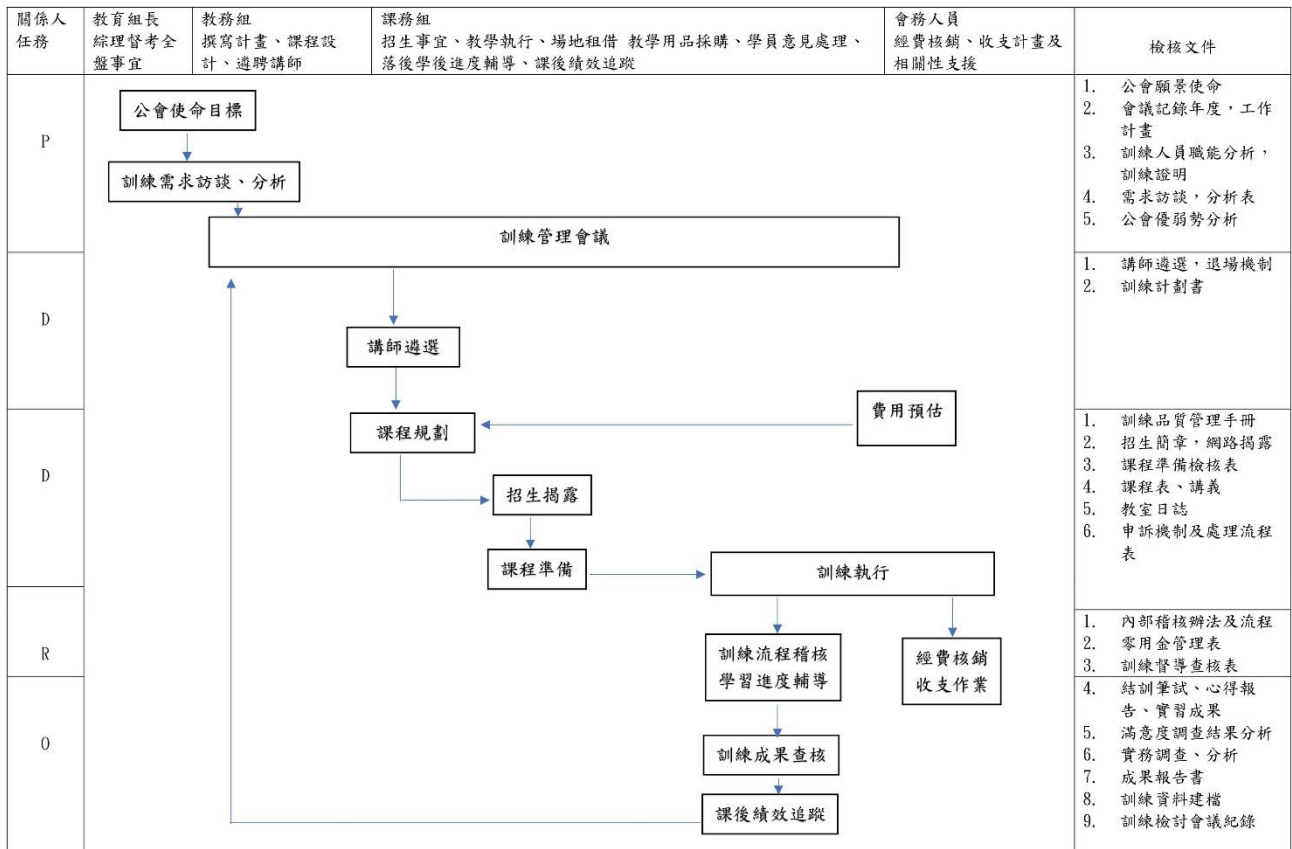 關係人
任務
教育組長
綜理督考全
盤事宜
教務組
撰寫計畫、課程設
計、遴聘講師
課務組
招生事宜、教學執行、場地租借 教學用品採購、學員意見處理、
落後學後進度輔導、課後績效追蹤
會務人員
經費核銷、收支計畫及
相關性支援
檢核文件
P
公會使命目標
訓練需求訪談、分析
訓練管理會議
1. 公會願景使命
2. 會議記錄年度，工作
計畫
3. 訓練人員職能分析，
訓練證明
4. 需求訪談，分析表
5. 公會優弱勢分析
D
講師遴選
1. 講師遴選，退場機制
2. 訓練計劃書
D
費用預估
課程規劃
招生揭露
課程準備
訓練執行
1. 訓練品質管理手冊
2. 招生簡章，網路揭露
3. 課程準備檢核表
4. 課程表、講義
5. 教室日誌
6. 申訴機制及處理流程
表
R
訓練流程稽核
學習進度輔導
經費核銷
收支作業
1. 內部稽核辦法及流程
2. 零用金管理表
3. 訓練督導查核表
O
訓練成果查核
課後績效追蹤
4. 結訓筆試、心得報
告、實習成果
5. 滿意度調查結果分析
6. 實務調查、分析
7. 成果報告書
8. 訓練資料建檔
9. 訓練檢討會議紀錄